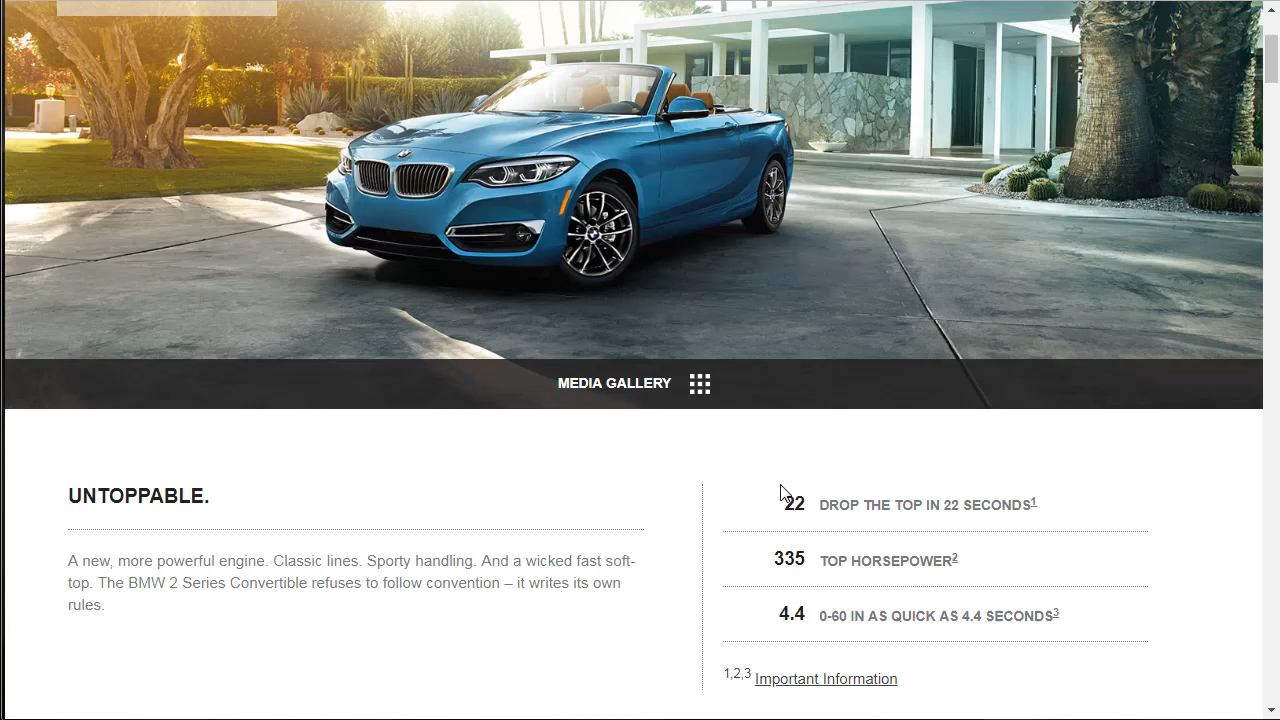 MEDIA GALLERY
UNTOPPABLE.
A new, more powerful engine. Classic lines. Sporty handling. And a wicked fast soft-
top. The BMW 2 Series Convertible refuses to follow convention – it writes its own
rules.
22 DROP THE TOP IN 22 SECONDS1
335 TOP HORSEPOWER2
4.4 0-60 IN AS QUICK AS 4.4 SECONDS3
1,2,3 Important Information